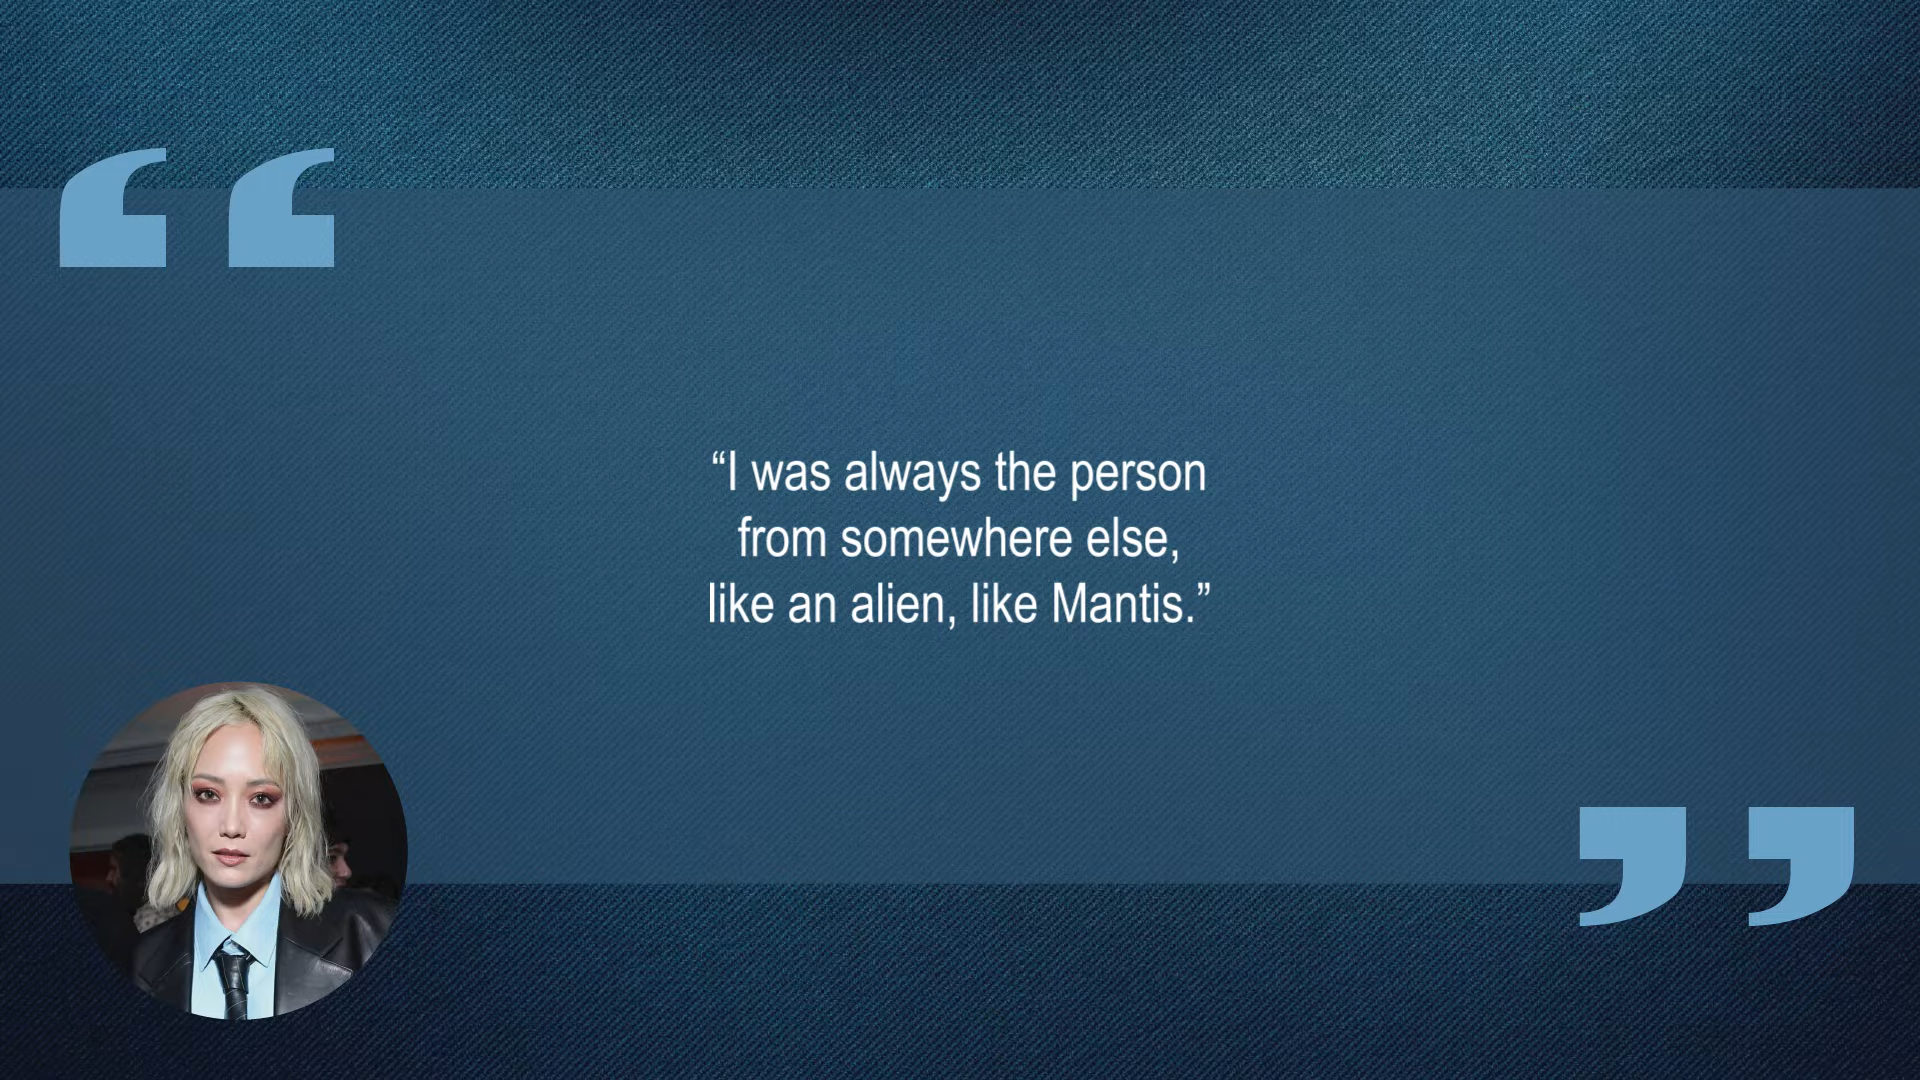 “I was always the person
from somewhere else,
like an alien, like Mantis.”